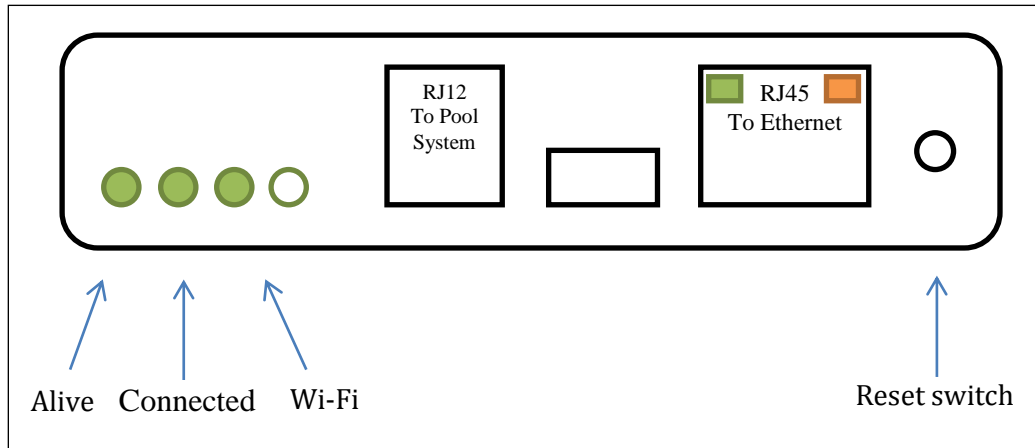 RJ12
To Pool
System
RJ45
To Ethernet
Alive Connected Wi-Fi
Reset switch